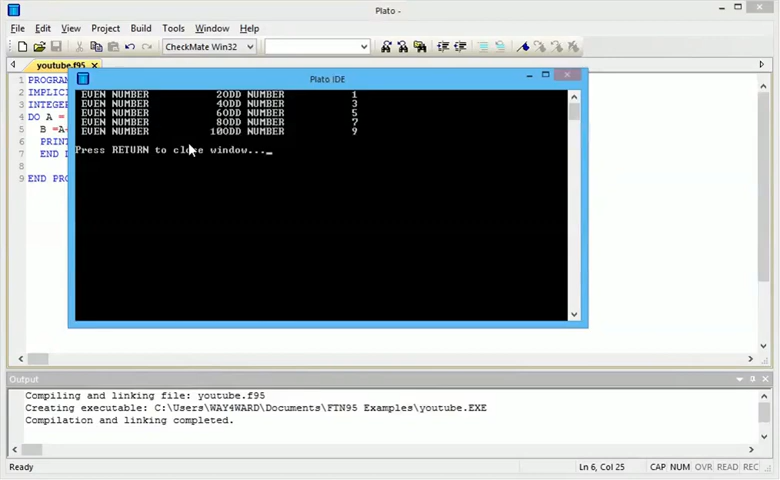 Plato -
File Edit View Project Build Tools Window Help
CheckMate Win32
youtube.f95
Plato IDE
1 PROGRA
2 IMPLICI
3 INTEGER
4 DO A =
5 B =A-
6 PRIN
7 END
8
9 END PRO
EVEN NUMBER 2ODD NUMBER 1
EVEN NUMBER 4ODD NUMBER 3
EVEN NUMBER 6ODD NUMBER 5
EVEN NUMBER 8ODD NUMBER 7
EVEN NUMBER 10ODD NUMBER 9
Press RETURN to close window..._
Output
Compiling and linking file: youtube.f95
Creating executable: C:\Users\WAY4WARD\Documents\FTN95 Examples\youtube.EXE
Compilation and linking completed.
Ready Ln 6, Col 25 CAP NUM OVR READ REC